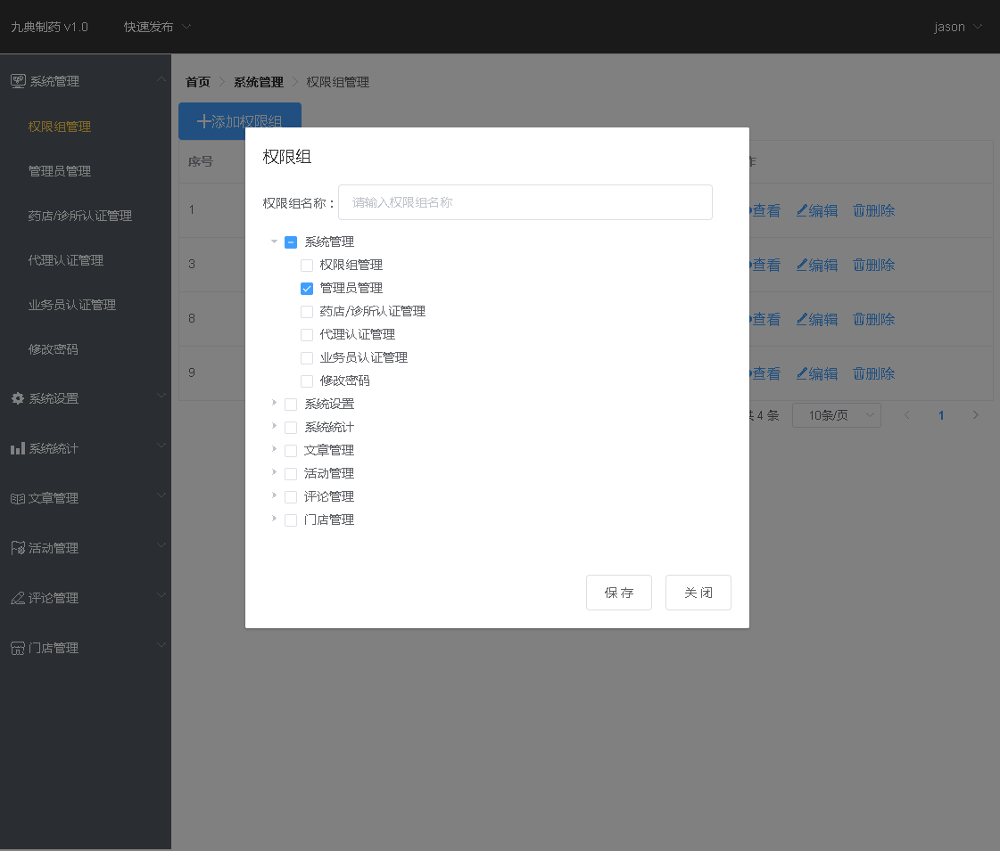 九典制药 v1.0 快速发布 jason
系统管理
权限组管理
管理员管理
药店/诊所认证管理
代理认证管理
业务员认证管理
修改密码
系统设置
系统统计
文章管理
活动管理
评论管理
门店管理
首页 系统管理 权限组管理
添加权限组
序号
1 查看 编辑 删除
3 查看 编辑 删除
8 查看 编辑 删除
9 查看 编辑 删除
4 条 10条/页 1
权限组
权限组名称： 请输入权限组名称
系统管理
权限组管理
管理员管理
药店/诊所认证管理
代理认证管理
业务员认证管理
修改密码
系统设置
系统统计
文章管理
活动管理
评论管理
门店管理
保 存 关 闭